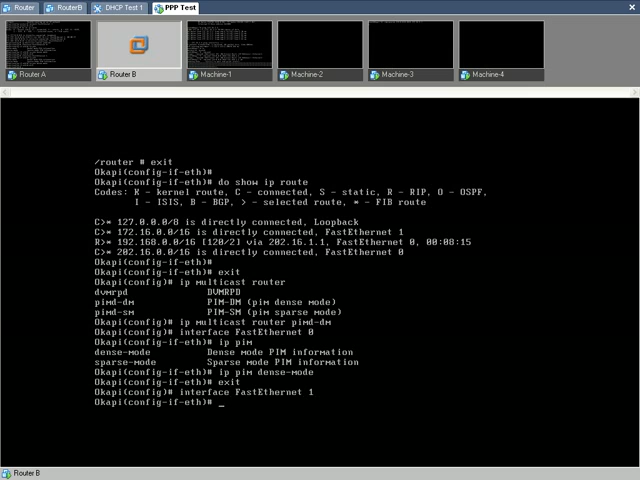 Router
RouterB
DHCP Test 1
PPP Test
Router A
Router B
Machine-1
Machine-2
Machine-3
Machine-4
/router # exit
Okapi(config-if-eth)#
Okapi(config-if-eth)# do show ip route
Codes: K - kernel route, C - connected, S - static, R - RIP, O - OSPF,
I - ISIS, B - BGP, > - selected route, * - FIB route
C>* 127.0.0.0/8 is directly connected, Loopback
C>* 172.16.0.0/16 is directly connected, FastEthernet 1
R>* 192.168.0.0/16 [120/2] via 202.16.1.1, FastEthernet 0, 00:08:15
C>* 202.16.0.0/16 is directly connected, FastEthernet 0
Okapi(config-if-eth)#
Okapi(config-if-eth)# exit
Okapi(config)# ip multicast router
dvmrpd DVMRPD
pimd-dm PIM-DM (pim dense mode)
pimd-sm PIM-SM (pim sparse mode)
Okapi(config)# ip multicast router pimd-dm
Okapi(config)# interface FastEthernet 0
Okapi(config-if-eth)# ip pim
dense-mode Dense mode PIM information
sparse-mode Sparse mode PIM information
Okapi(config-if-eth)# ip pim dense-mode
Okapi(config-if-eth)# exit
Okapi(config)# interface FastEthernet 1
Okapi(config-if-eth)# _
Router B